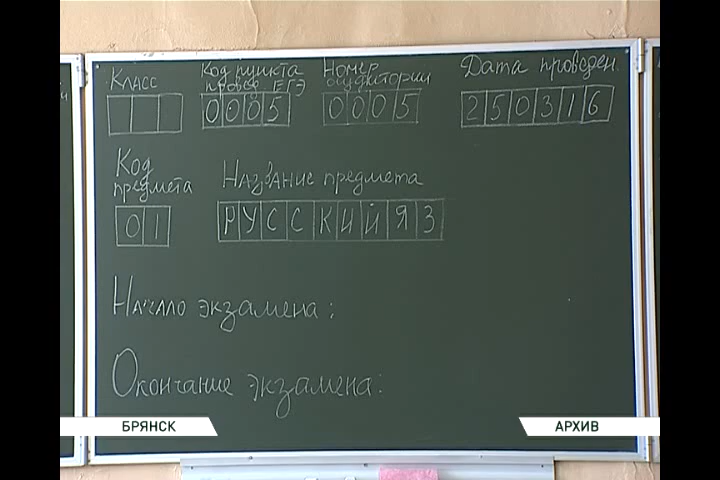 Класс
Код пункта
провед ЕГЭ
0005
Номер
аудитории
0005
Дата проведен.
250316
Код
предмета
01
Название предмета
РУССКИЙЯЗ
Начало экзамена:
Окончание экзамена:
БРЯНСК
АРХИВ